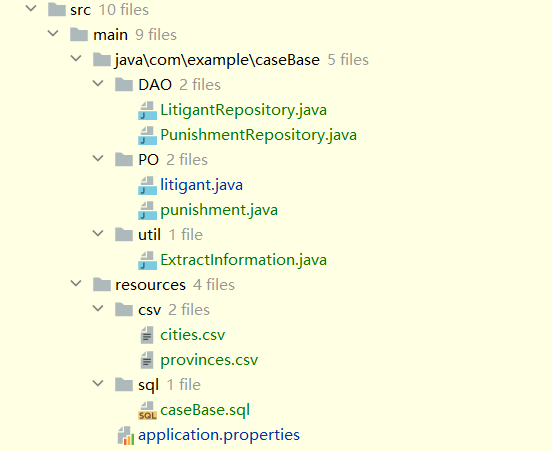 src 10 files
main 9 files
java\com\example\caseBase 5 files
DAO 2 files
LitigantRepository.java
PunishmentRepository.java
PO 2 files
litigant.java
punishment.java
util 1 file
ExtractInformation.java
resources 4 files
csv 2 files
cities.csv
provinces.csv
sql 1 file
SQL caseBase.sql
application.properties